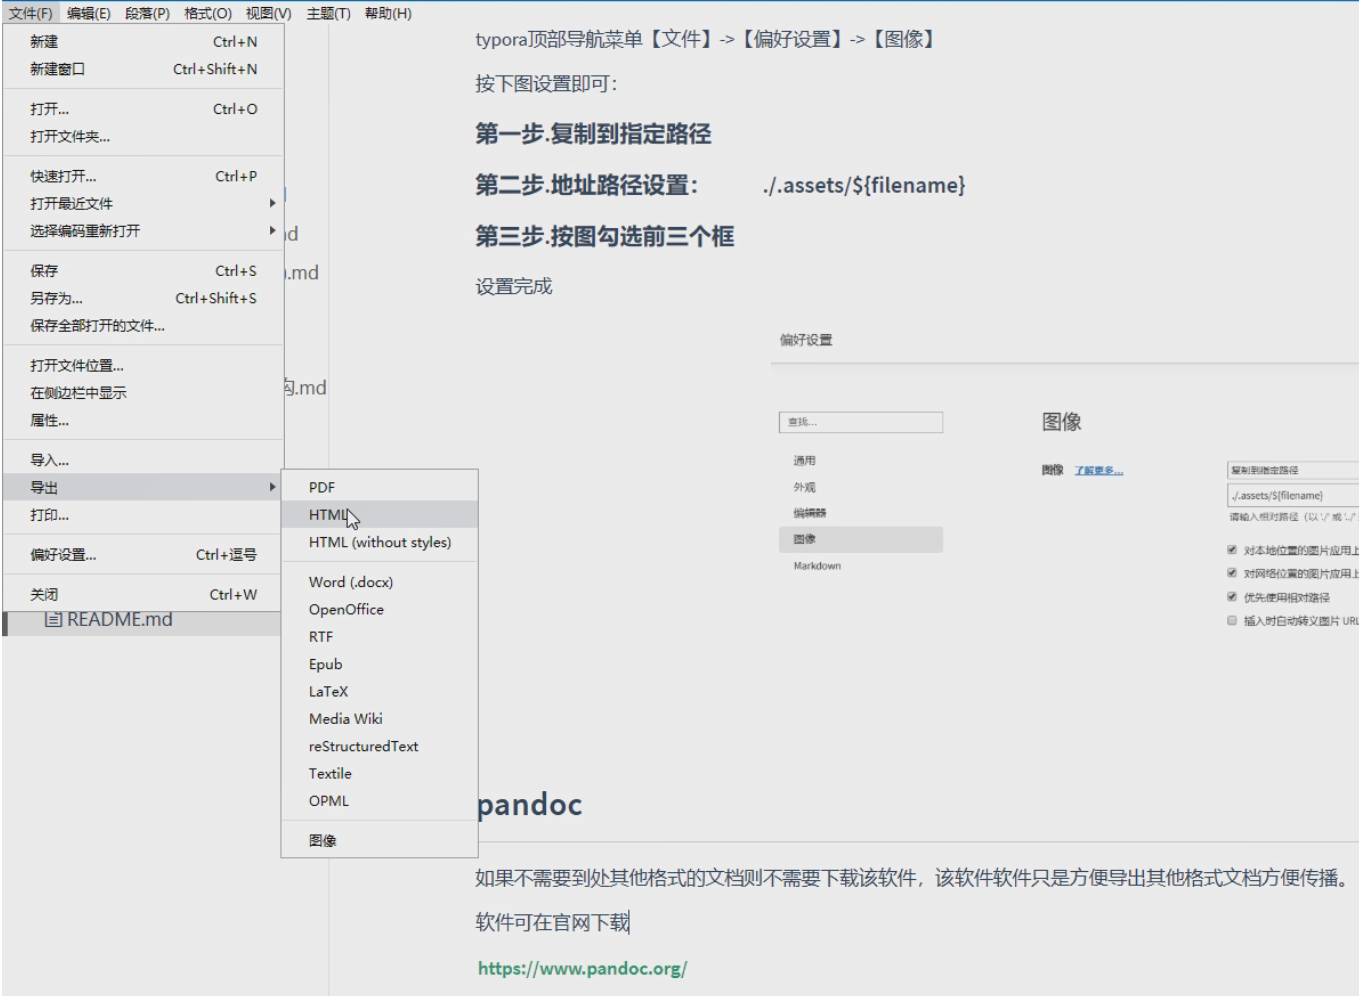 文件(F) 编辑(E) 段落(P) 格式(O) 视图(V) 主题(T) 帮助(H)
新建 Ctrl+N
新建窗口 Ctrl+Shift+N
打开... Ctrl+O
打开文件夹...
快速打开... Ctrl+P
打开最近文件
选择编码重新打开
保存 Ctrl+S
另存为... Ctrl+Shift+S
保存全部打开的文件...
打开文件位置...
在侧边栏中显示
属性...
导入...
导出
打印...
偏好设置... Ctrl+逗号
关闭 Ctrl+W
.md
.md
README.md
PDF
HTML
HTML (without styles)
Word (.docx)
OpenOffice
RTF
Epub
LaTeX
Media Wiki
reStructuredText
Textile
OPML
图像
typora顶部导航菜单【文件】->【偏好设置】->【图像】
按下图设置即可：
第一步.复制到指定路径
第二步.地址路径设置： ./.assets/${filename}
第三步.按图勾选前三个框
设置完成
偏好设置
查找...
通用
外观
编辑器
图像
Markdown
图像
图像 了解更多...
复制到指定路径
./.assets/${filename}
请输入相对路径（以 './' 或 '../'
对本地位置的图片应用上
对网络位置的图片应用上
优先使用相对路径
插入时自动转义图片 URL
pandoc
如果不需要到处其他格式的文档则不需要下载该软件，该软件软件只是方便导出其他格式文档方便传播。
软件可在官网下载
https://www.pandoc.org/